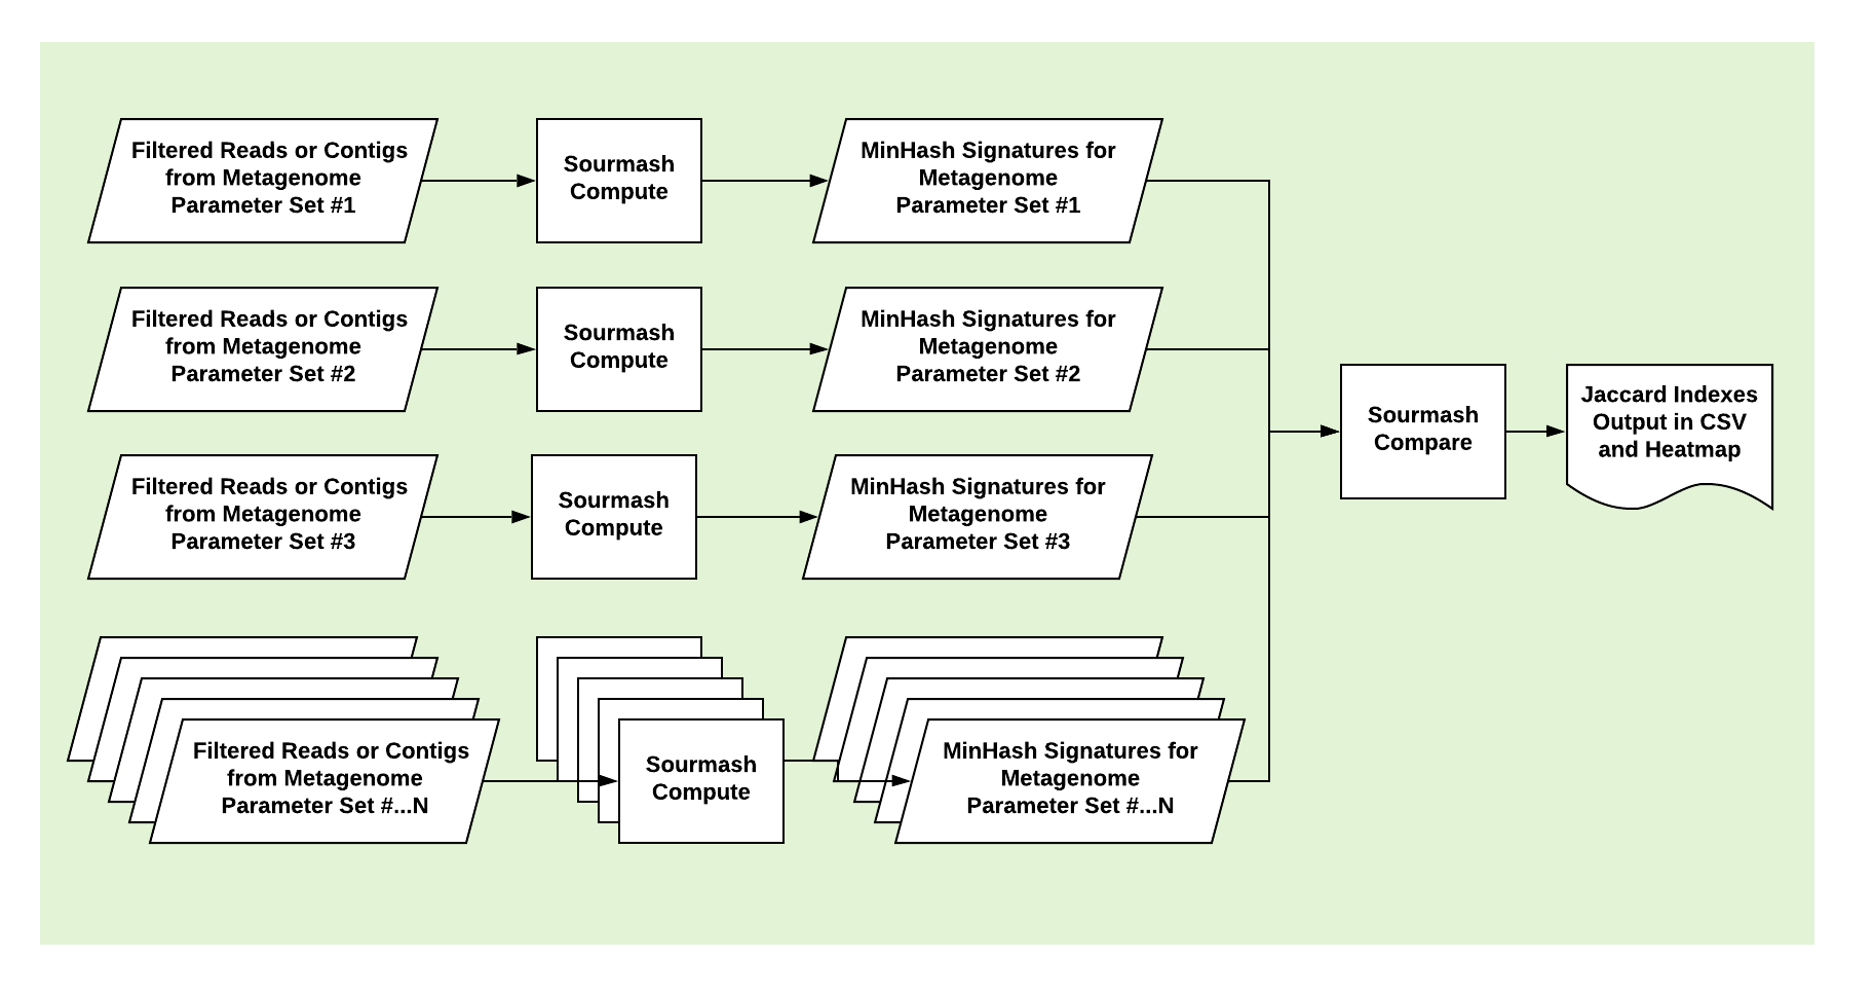 Filtered Reads or Contigs
from Metagenome
Parameter Set #1
Sourmash
Compute
MinHash Signatures for
Metagenome
Parameter Set #1
Filtered Reads or Contigs
from Metagenome
Parameter Set #2
Sourmash
Compute
MinHash Signatures for
Metagenome
Parameter Set #2
Filtered Reads or Contigs
from Metagenome
Parameter Set #3
Sourmash
Compute
MinHash Signatures for
Metagenome
Parameter Set #3
Filtered Reads or Contigs
from Metagenome
Parameter Set #...N
Sourmash
Compute
MinHash Signatures for
Metagenome
Parameter Set #...N
Sourmash
Compare
Jaccard Indexes
Output in CSV
and Heatmap